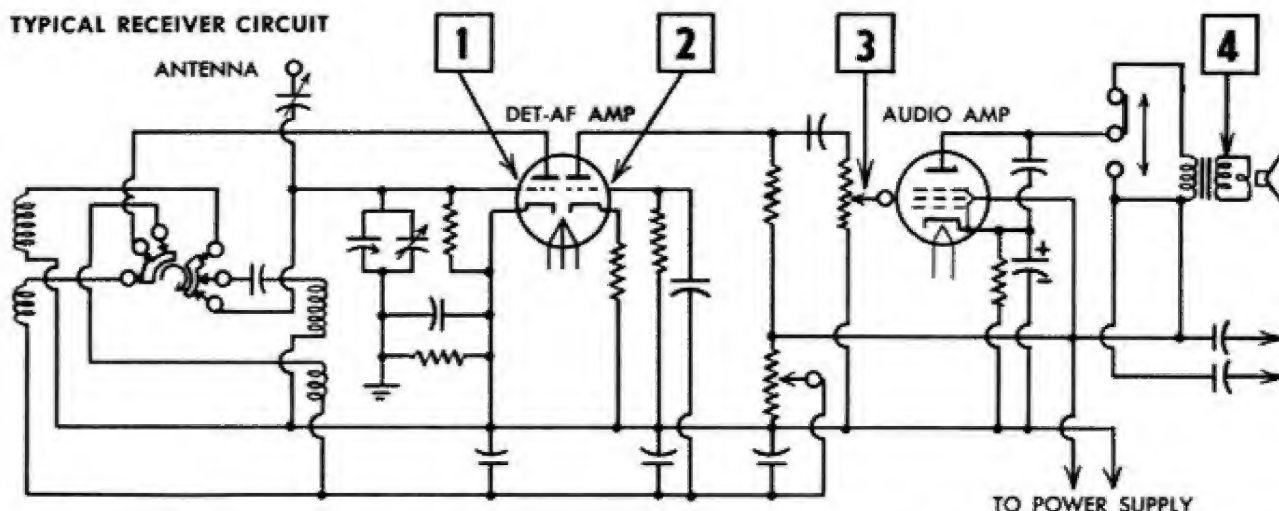 TYPICAL RECEIVER CIRCUIT
1
2
3
4
ANTENNA
DET-AF AMP
AUDIO AMP
+
TO POWER SUPPLY